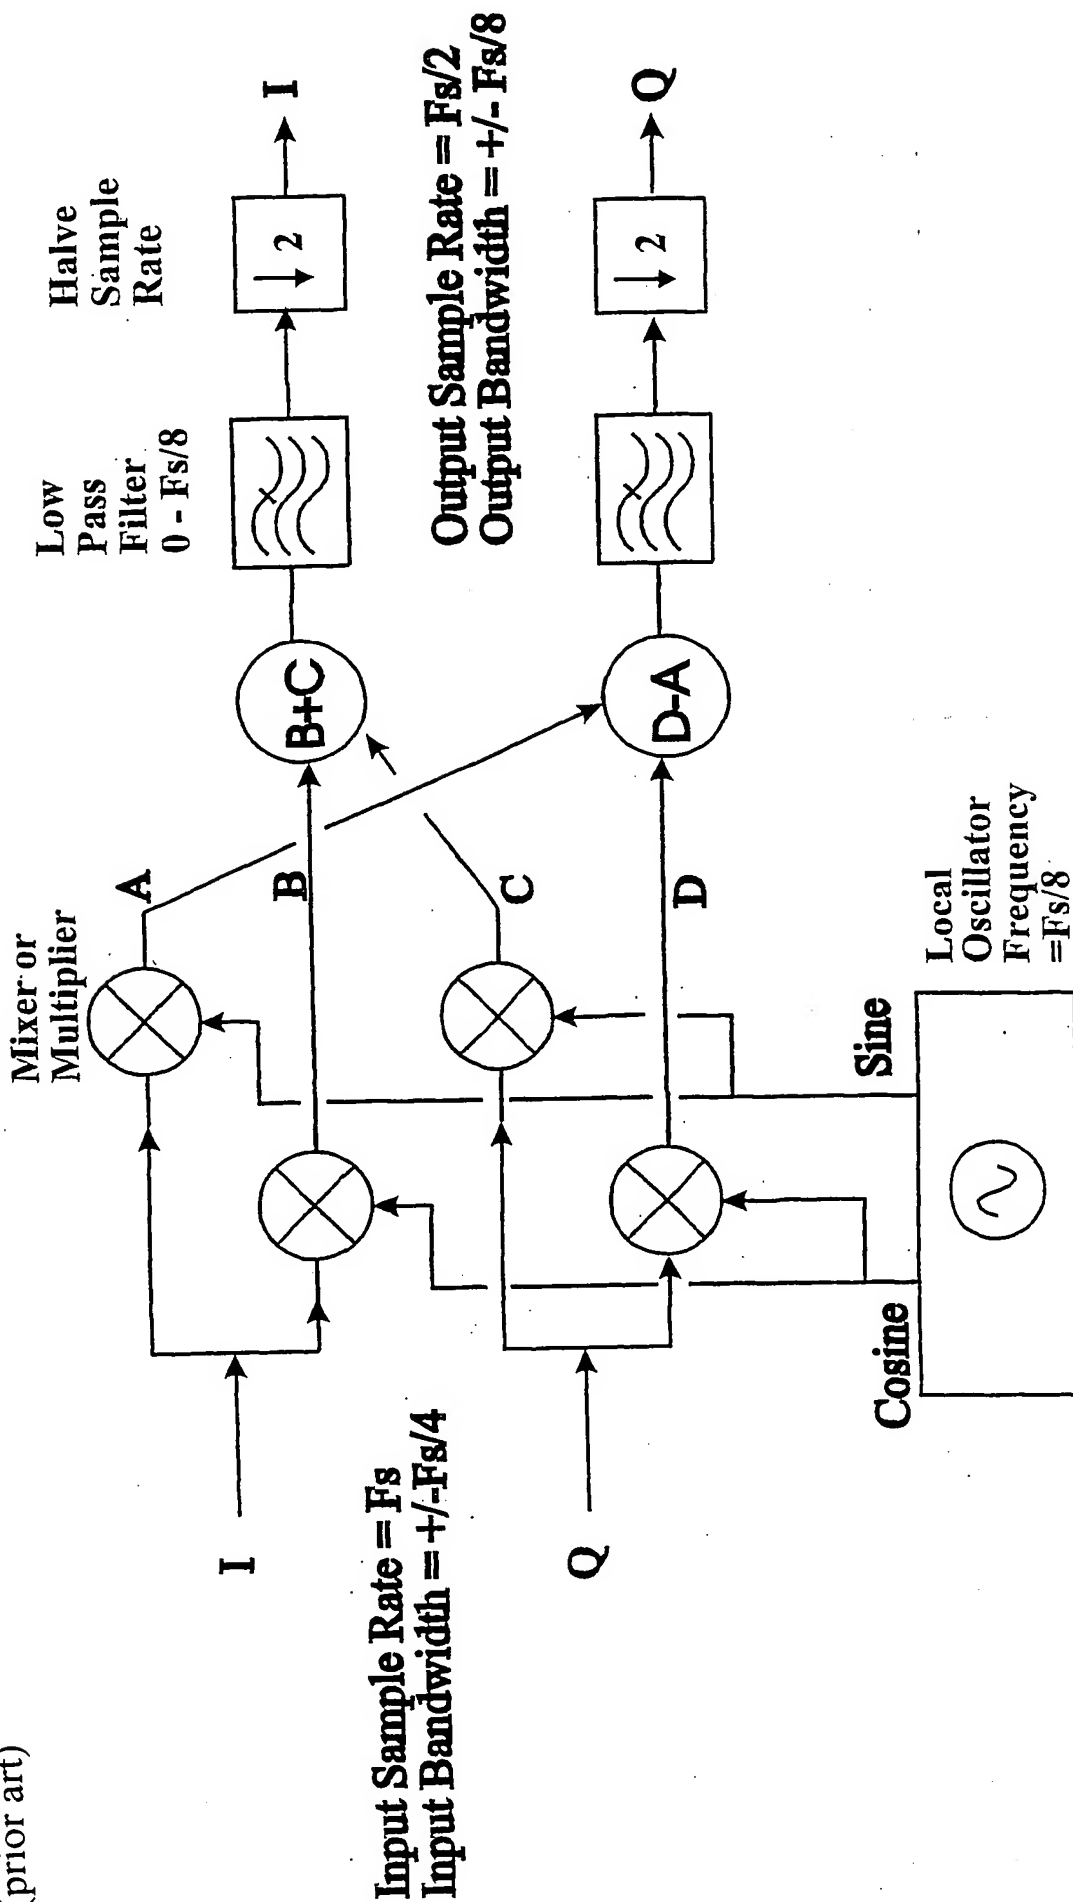 (prior art)
Mixer or
Multiplier
Low
Pass
Filter
0 - Fs/8
Halve
Sample
Rate
I
A
B
B+C
↓ 2
I
Input Sample Rate = Fs
Input Bandwidth = +/-Fs/4
Output Sample Rate = Fs/2
Output Bandwidth = +/- Fs/8
Q
C
D
D-A
↓ 2
Q
Cosine
Sine
Local
Oscillator
Frequency
=Fs/8